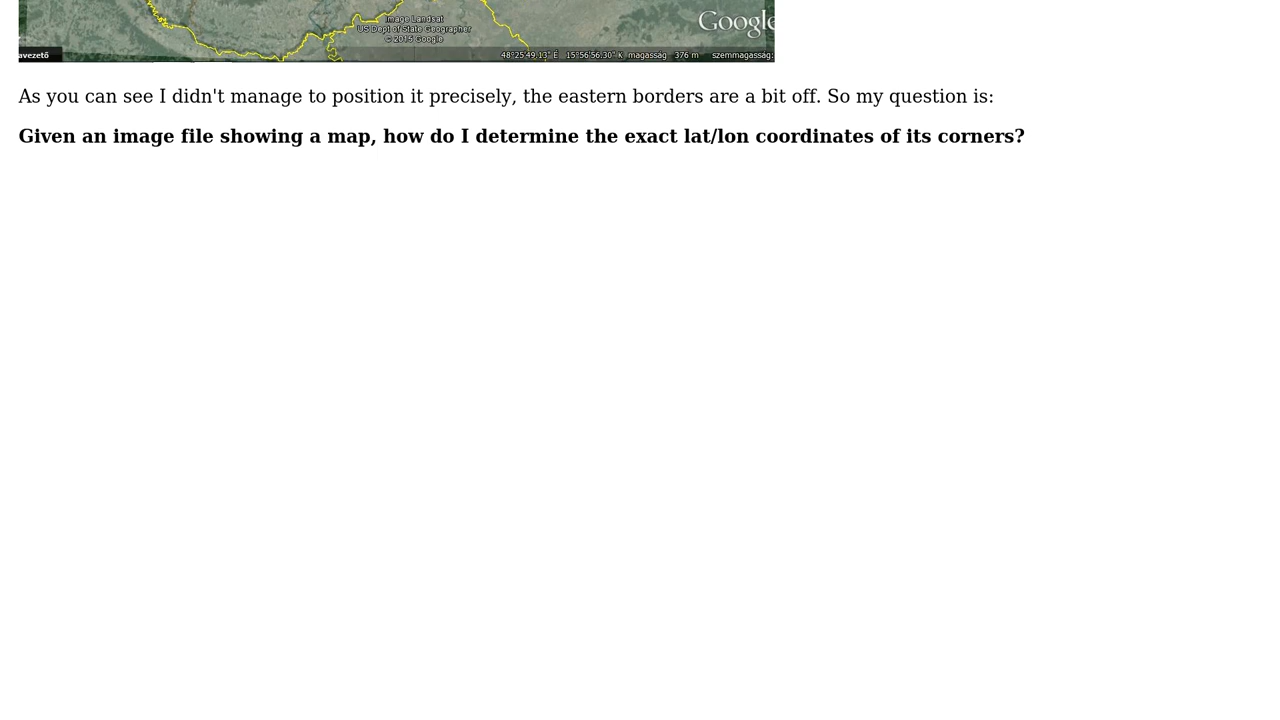 Image Landsat
US Dept of State Geographer
© 2015 Google
Google
avezető
48°25'49.13" É 15°56'56.30" K magasság 376 m szemmagasság:
As you can see I didn't manage to position it precisely, the eastern borders are a bit off. So my question is:
Given an image file showing a map, how do I determine the exact lat/lon coordinates of its corners?